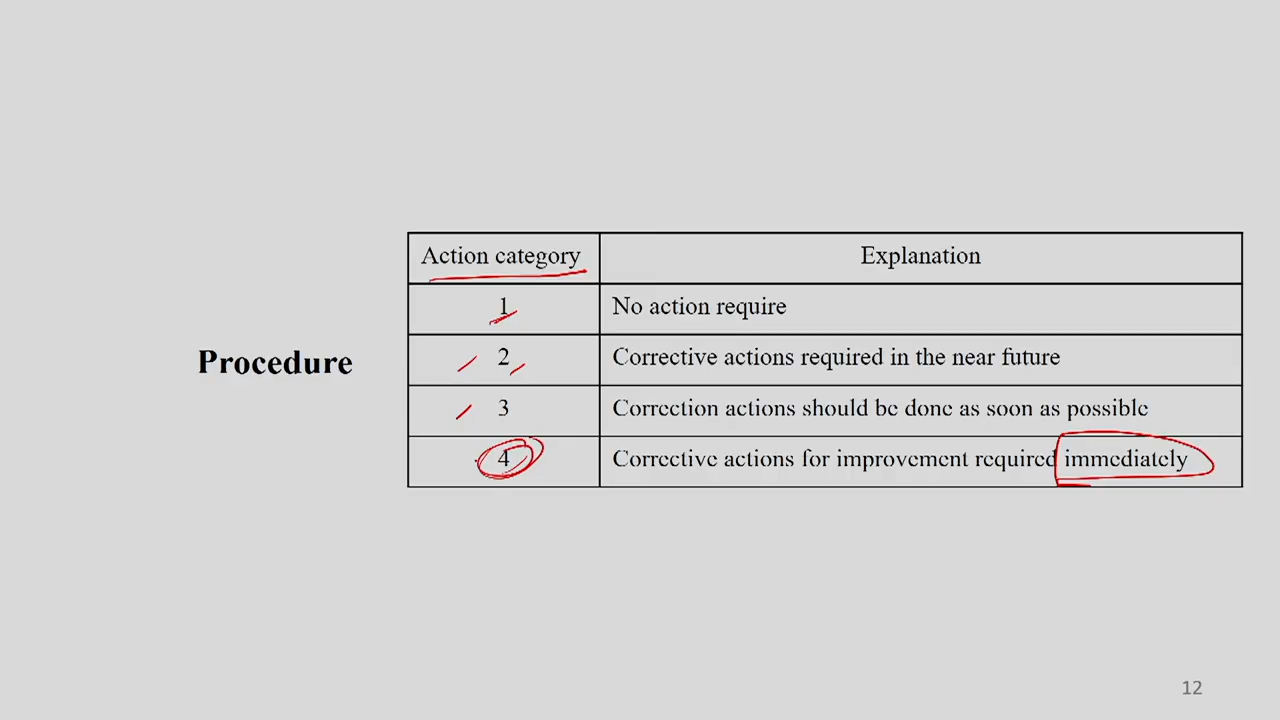 Procedure
Action category Explanation
1 No action require
2 Corrective actions required in the near future
3 Correction actions should be done as soon as possible
4 Corrective actions for improvement required immediately
12